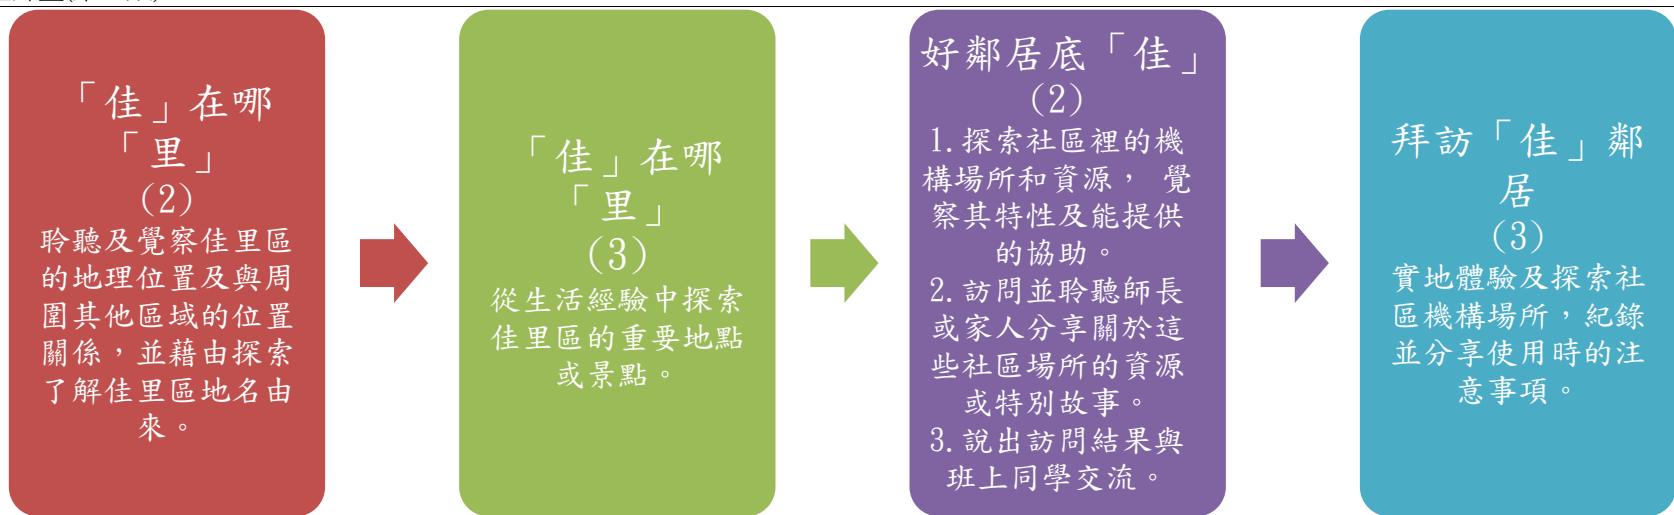 「佳」在哪
「里」
(2)
聆聽及覺察佳里區
的地理位置及與周
圍其他區域的位置
關係，並藉由探索
了解佳里區地名由
來。
「佳」在哪
「里」
(3)
從生活經驗中探索
佳里區的重要地點
或景點。
好鄰居底「佳」
(2)
1.探索社區裡的機
構場所和資源， 覺
察其特性及能提供
的協助。
2.訪問並聆聽師長
或家人分享關於這
些社區場所的資源
或特別故事。
3.說出訪問結果與
班上同學交流。
拜訪「佳」鄰
居
(3)
實地體驗及探索社
區機構場所，紀錄
並分享使用時的注
意事項。